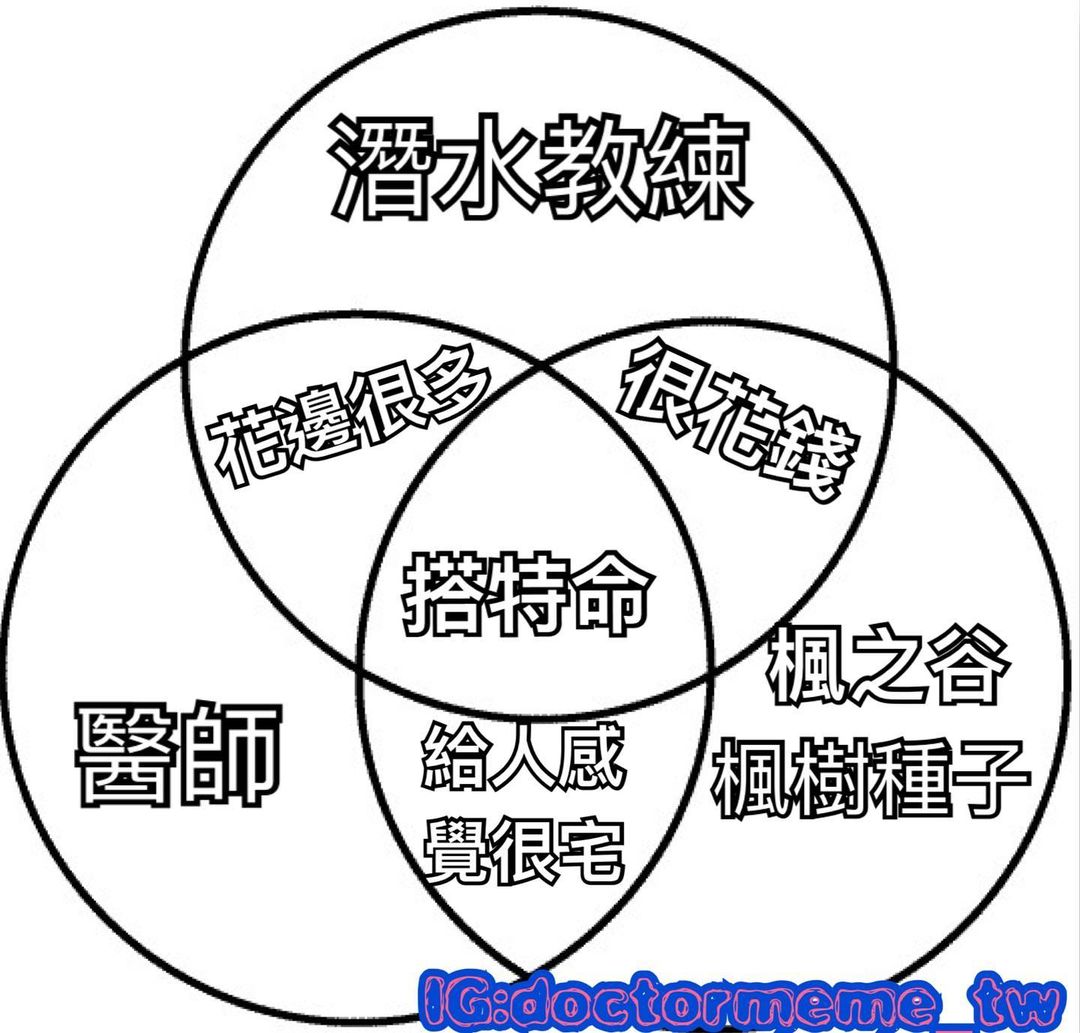 潛水教練
花邊很多
很花錢
搭特命
醫師
楓之谷
楓樹種子
給人感
覺很宅
IG:doctormeme_tw